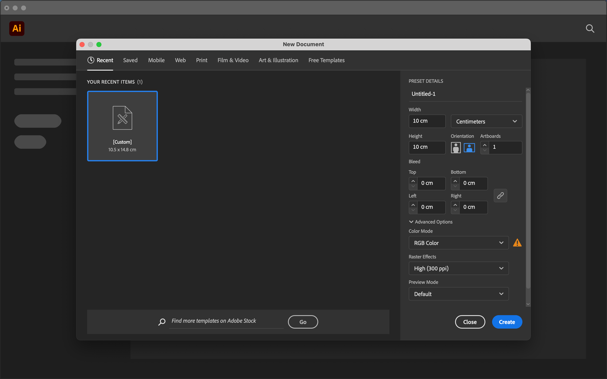 Ai
New Document
Recent Saved Mobile Web Print Film & Video Art & Illustration Free Templates
YOUR RECENT ITEMS (1)
[Custom]
10.5 x 14.8 cm
Find more templates on Adobe Stock
Go
PRESET DETAILS
Untitled-1
Width
10 cm Centimeters
Height Orientation Artboards
10 cm 1
Bleed
Top Bottom
0 cm 0 cm
Left Right
0 cm 0 cm
Advanced Options
Color Mode
RGB Color
Raster Effects
High (300 ppi)
Preview Mode
Default
Close Create